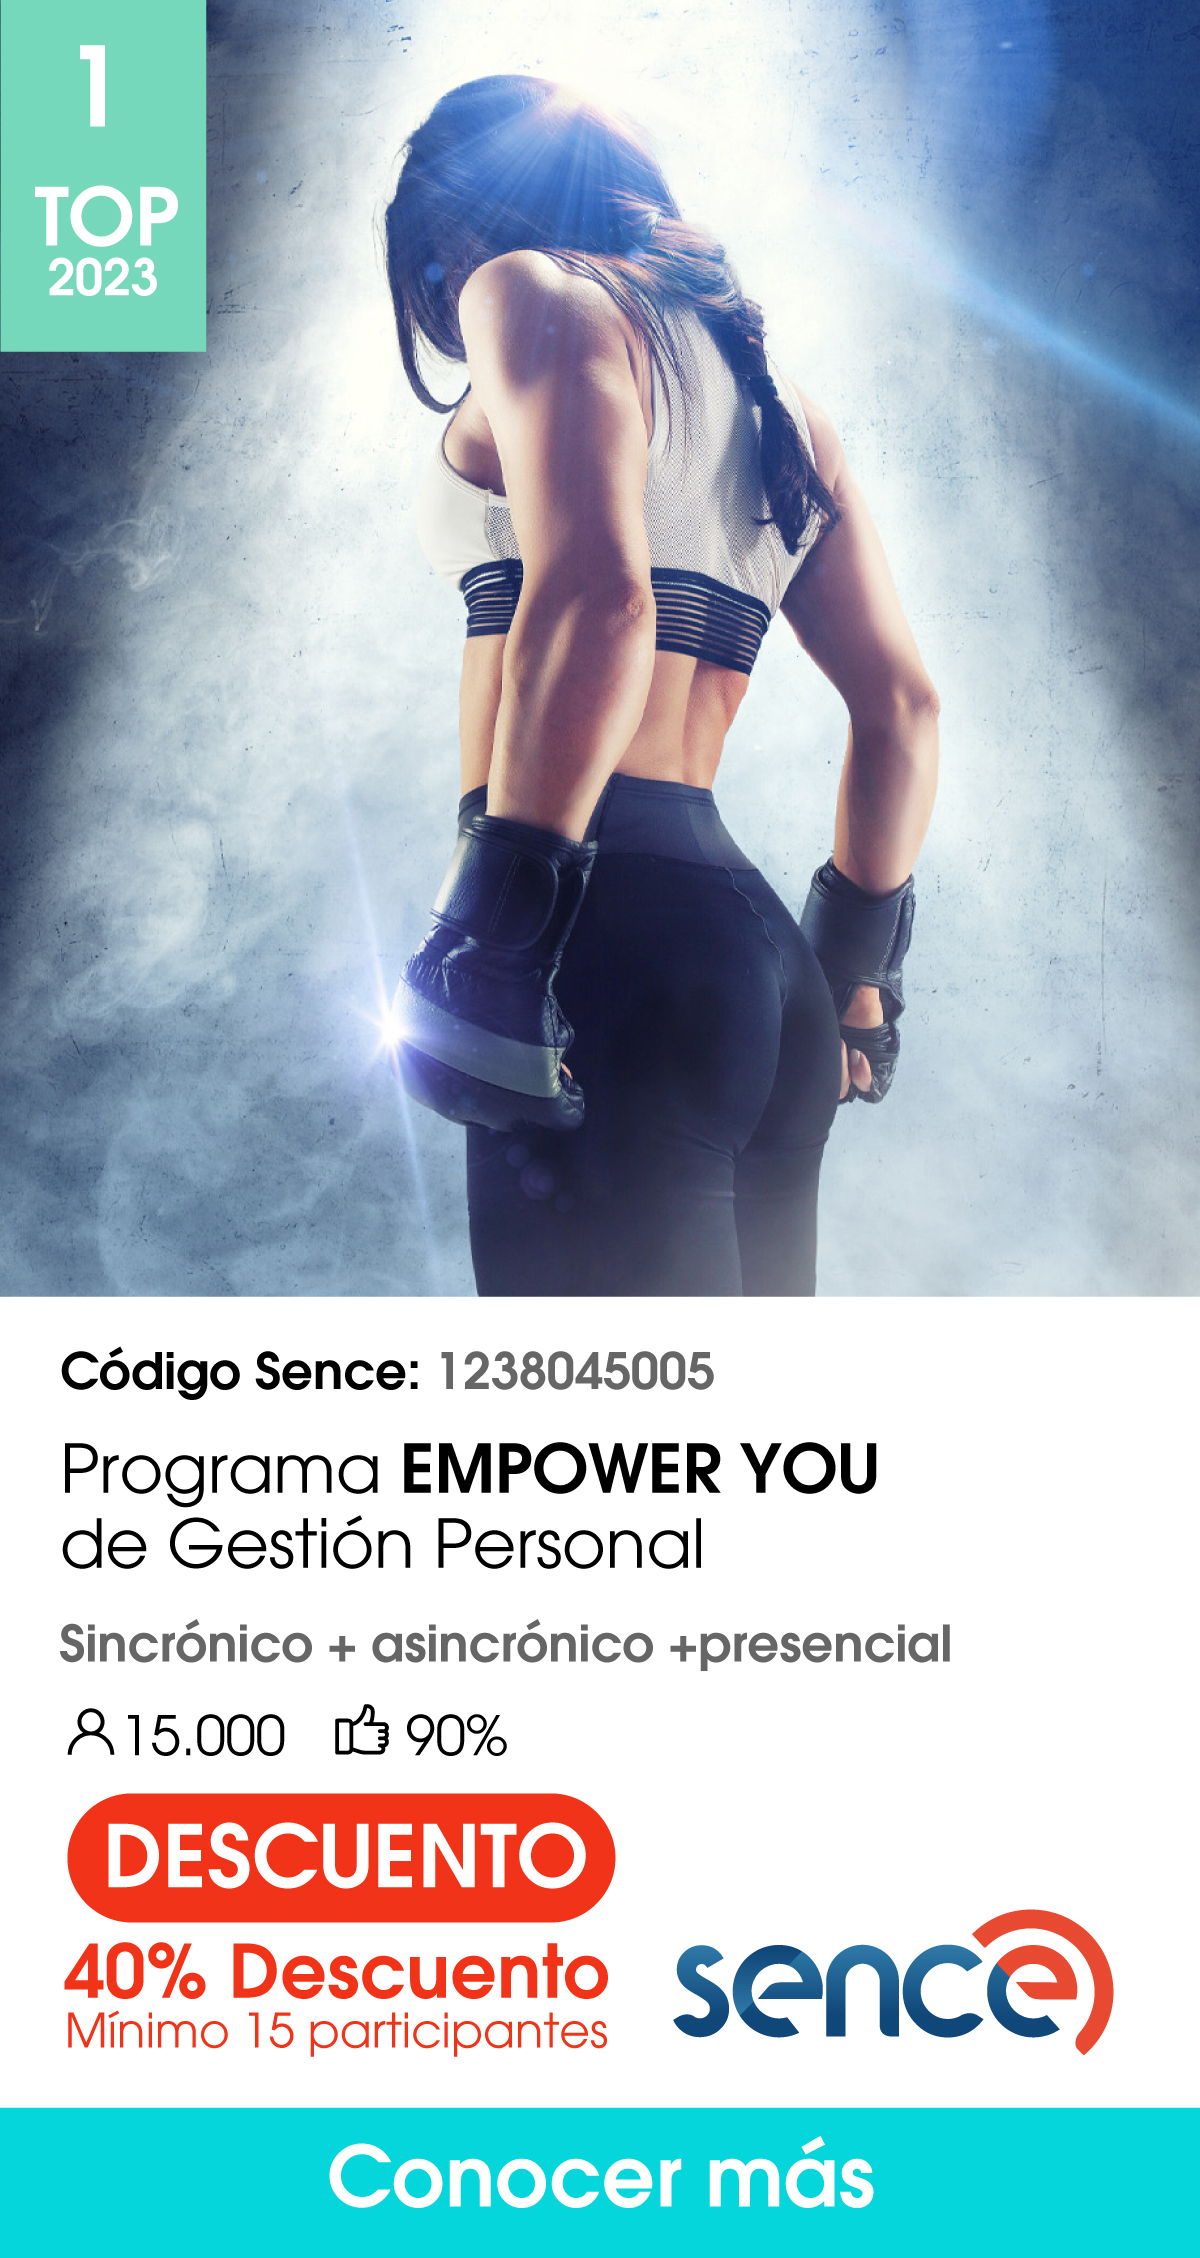 1
TOP
2023
Código Sence: 1238045005
Programa EMPOWER YOU
de Gestión Personal
Sincrónico + asincrónico +presencial
15.000 90%
DESCUENTO
40% Descuento
Mínimo 15 participantes
sence
Conocer más